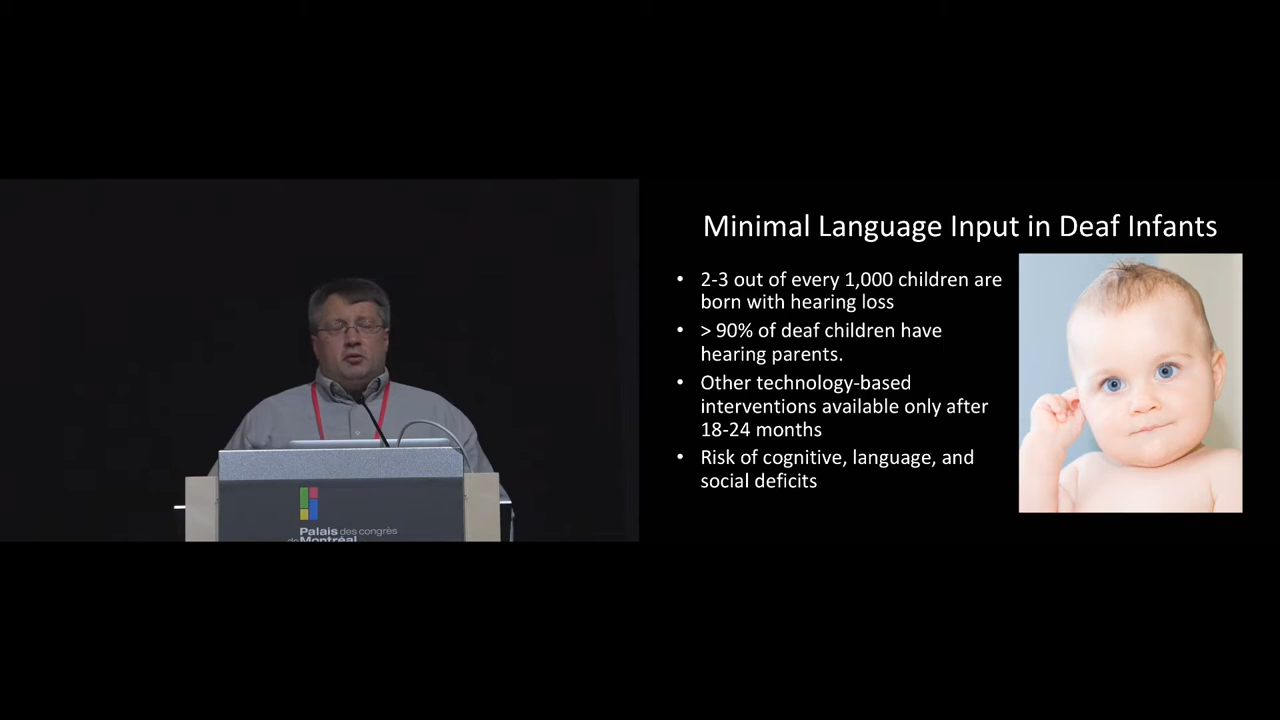 Minimal Language Input in Deaf Infants
• 2-3 out of every 1,000 children are
born with hearing loss
• > 90% of deaf children have
hearing parents.
• Other technology-based
interventions available only after
18-24 months
• Risk of cognitive, language, and
social deficits
Palais des congrès
de Montréal